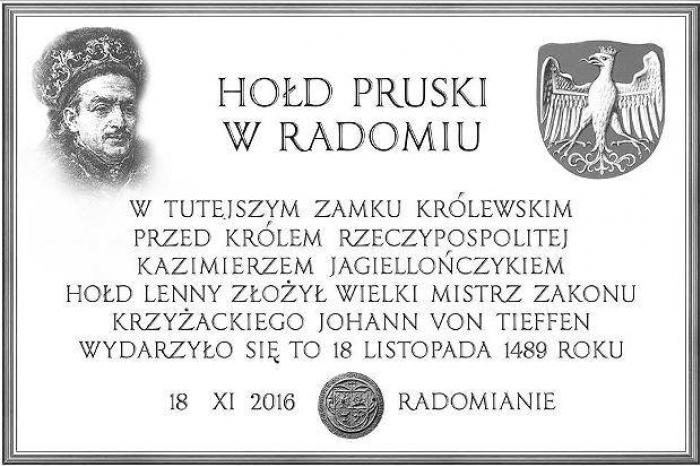 HOŁD PRUSKI
W RADOMIU
W TUTEJSZYM ZAMKU KRÓLEWSKIM
PRZED KRÓLEM RZECZYPOSPOLITEJ
KAZIMIERZEM JAGIELLOŃCZYKIEM
HOŁD LENNY ZŁOŻYŁ WIELKI MISTRZ ZAKONU
KRZYŻACKIEGO JOHANN VON TIEFFEN
WYDARZYŁO SIĘ TO 18 LISTOPADA 1489 ROKU
18 XI 2016 RADOMIANIE